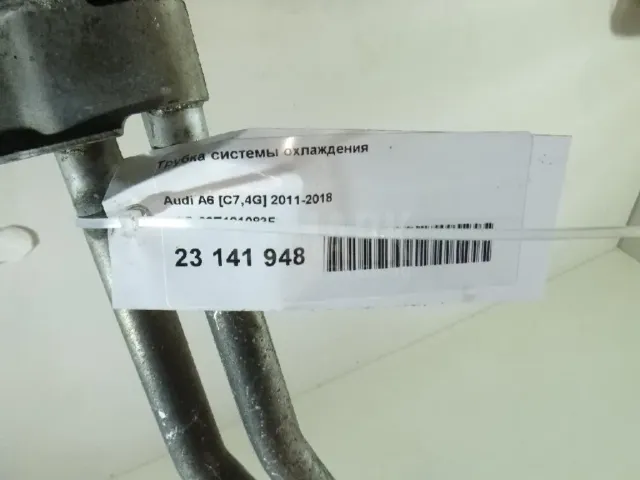 Трубка системы охлаждения
Audi A6 [C7,4G] 2011-2018
23 141 948